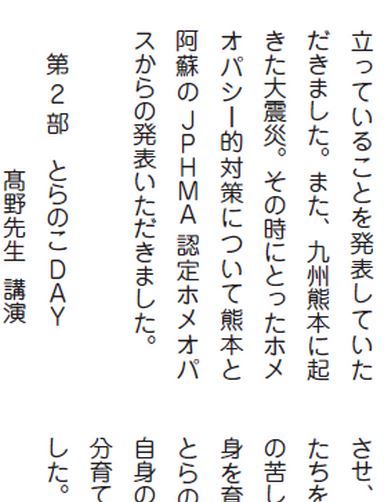 立っていることを発表していた
だきました。また、九州熊本に起
きた大震災。その時にとったホメ
オパシー的対策について熊本と
阿蘇のJPHMA認定ホメオパ
スからの発表いただきました。
第2部 とらのこDAY
髙野先生 講演
させ、
たちを
の苦し
身を育
とらの
自身の
分育て
した。